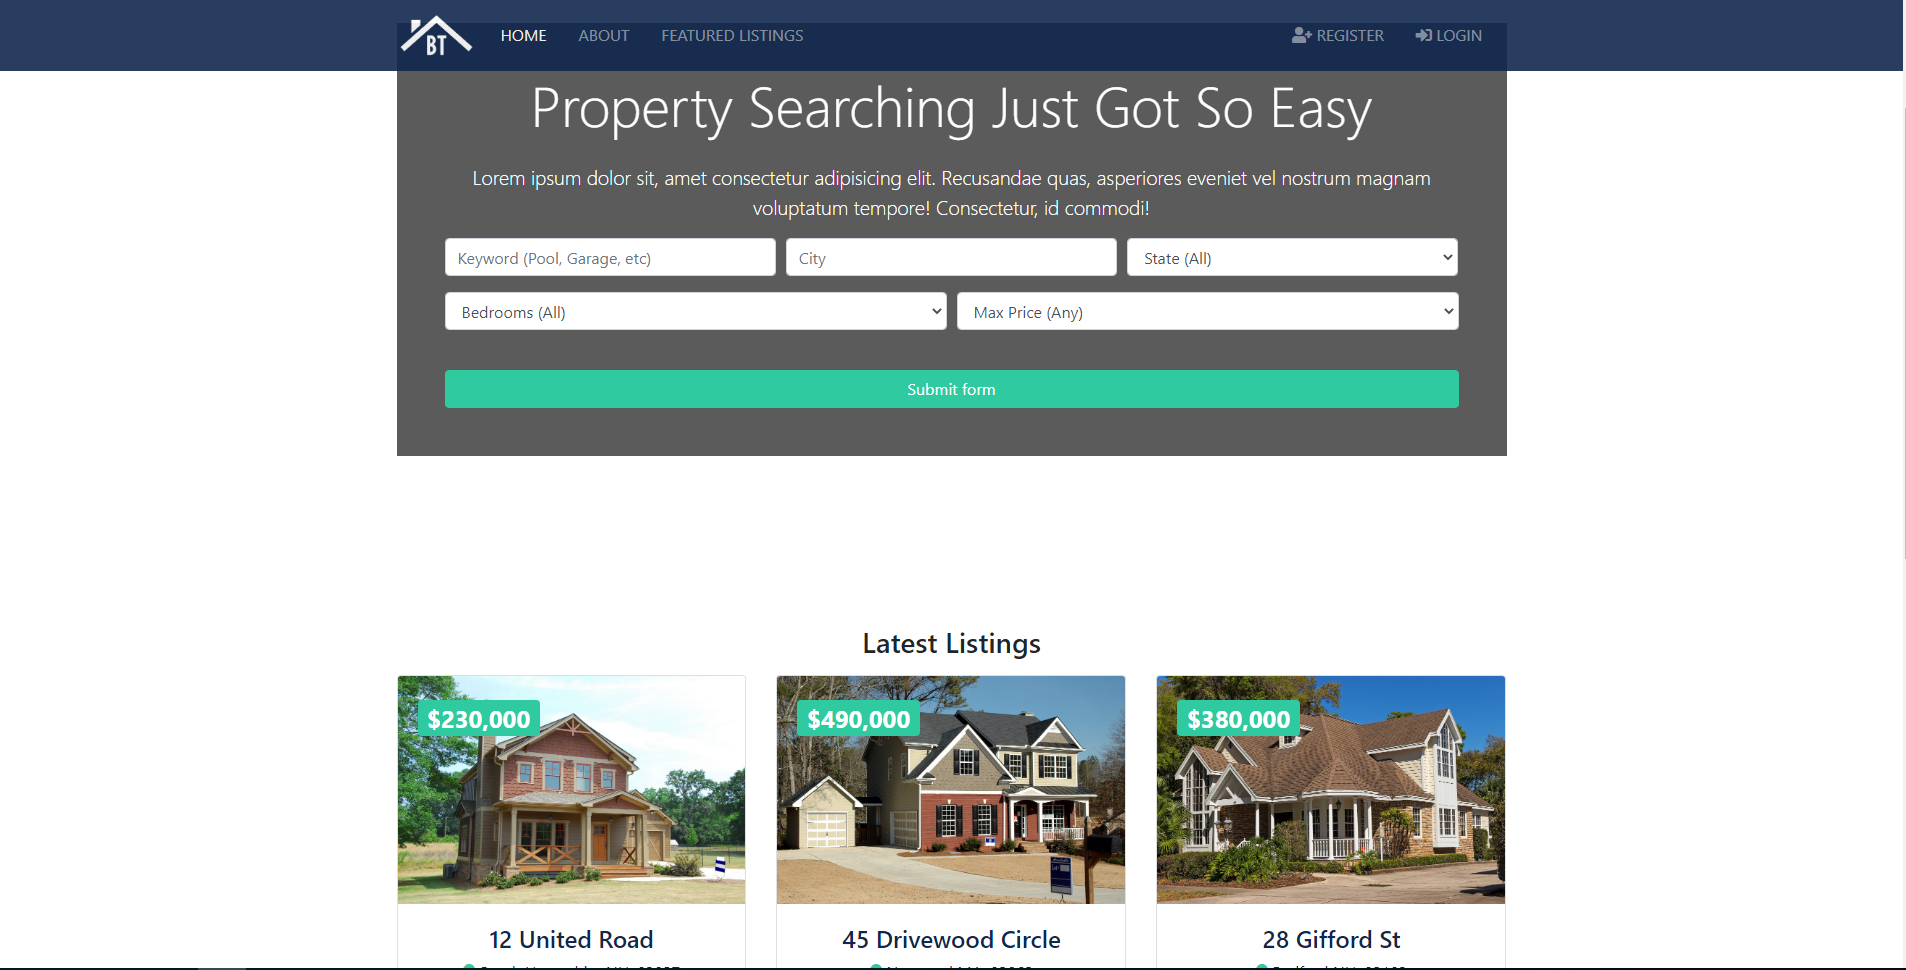 BT
HOME
ABOUT
FEATURED LISTINGS
REGISTER
LOGIN
Property Searching Just Got So Easy
Lorem ipsum dolor sit, amet consectetur adipisicing elit. Recusandae quas, asperiores eveniet vel nostrum magnam
voluptatum tempore! Consectetur, id commodi!
Keyword (Pool, Garage, etc)
City
State (All)
Bedrooms (All)
Max Price (Any)
Submit form
Latest Listings
$230,000
$490,000
$380,000
12 United Road
45 Drivewood Circle
28 Gifford St